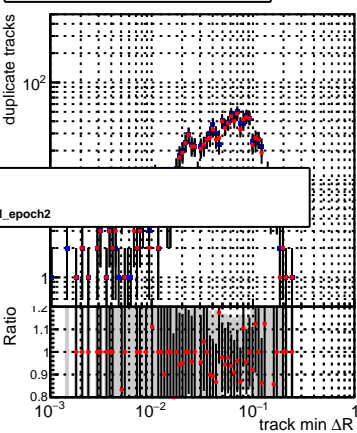 duplicate tracks
10²
l_epoch2
1
Ratio
1.2
1.1
1
0.9
0.8
10⁻³
10⁻²
10⁻¹
1
track min ΔR